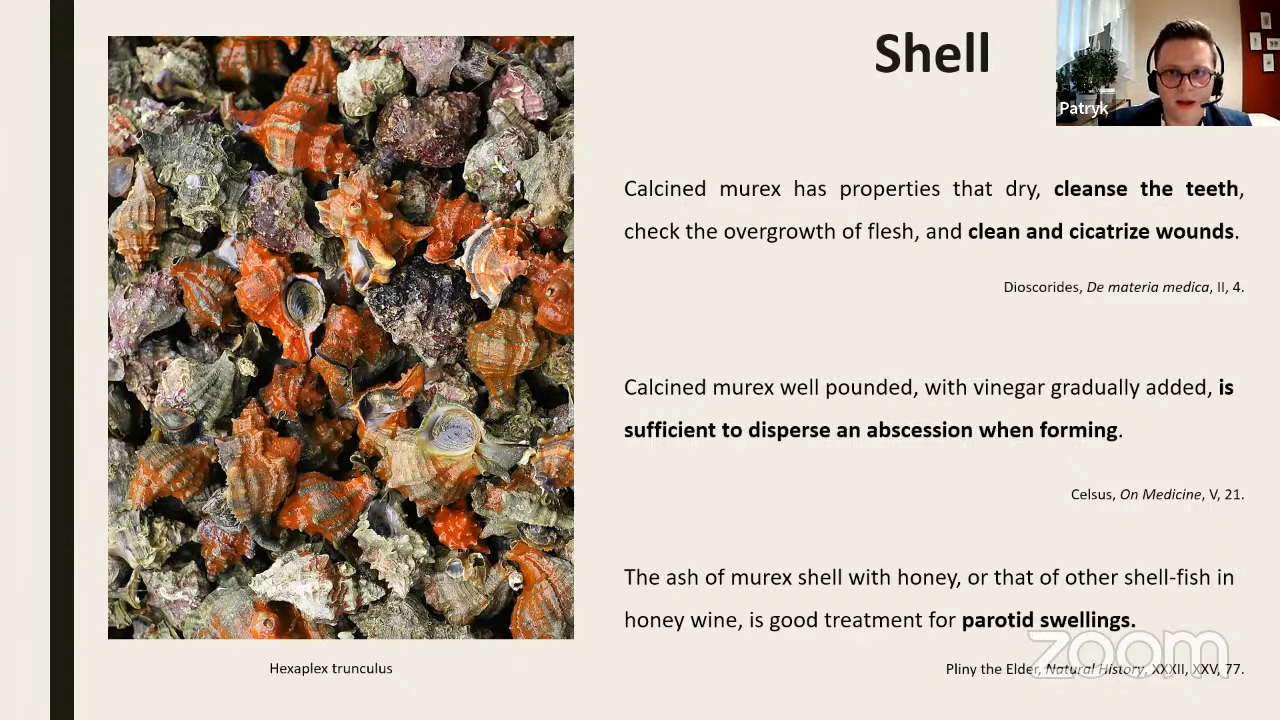 Shell
Patryk
Calcined murex has properties that dry, cleanse the teeth,
check the overgrowth of flesh, and clean and cicatrize wounds.
Dioscorides, De materia medica, II, 4.
Calcined murex well pounded, with vinegar gradually added, is
sufficient to disperse an abscession when forming.
Celsus, On Medicine, V, 21.
The ash of murex shell with honey, or that of other shell-fish in
honey wine, is good treatment for parotid swellings.
zoom
Hexaplex trunculus
Pliny the Elder, Natural History, XXXII, XXV, 77.